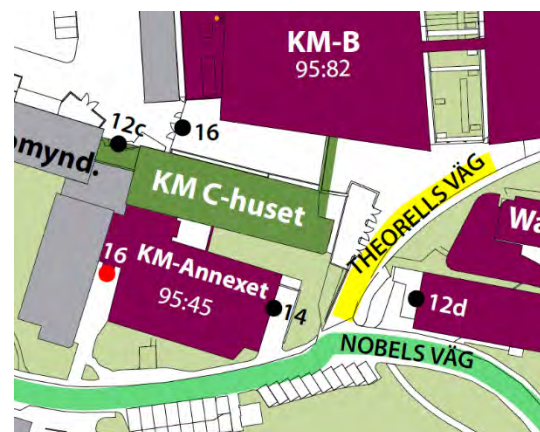 KM-B
95:82
12c
16
omynd.
KM C-huset
THEORELLS VÄG
Wa
16
KM-Annexet
95:45
14
12d
NOBELS VÄG